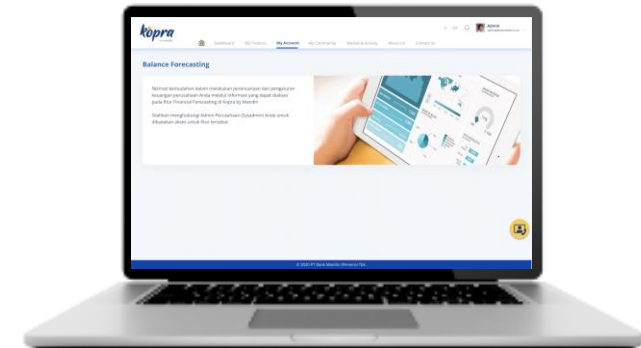 kopra
Dashboard My Product My Account My Community Market & Activity About Us Contact Us
Admin
Balance Forecasting
Nikmati kemudahan dalam melakukan perencanaan dan pengaturan
keuangan perusahaan Anda melalui informasi yang dapat diakses
pada fitur Financial Forecasting di Kopra by Mandiri
Silahkan menghubungi Admin Perusahaan (Sysadmin) Anda untuk
dibukakan akses untuk fitur tersebut
© 2020 PT Bank Mandiri (Persero) Tbk.